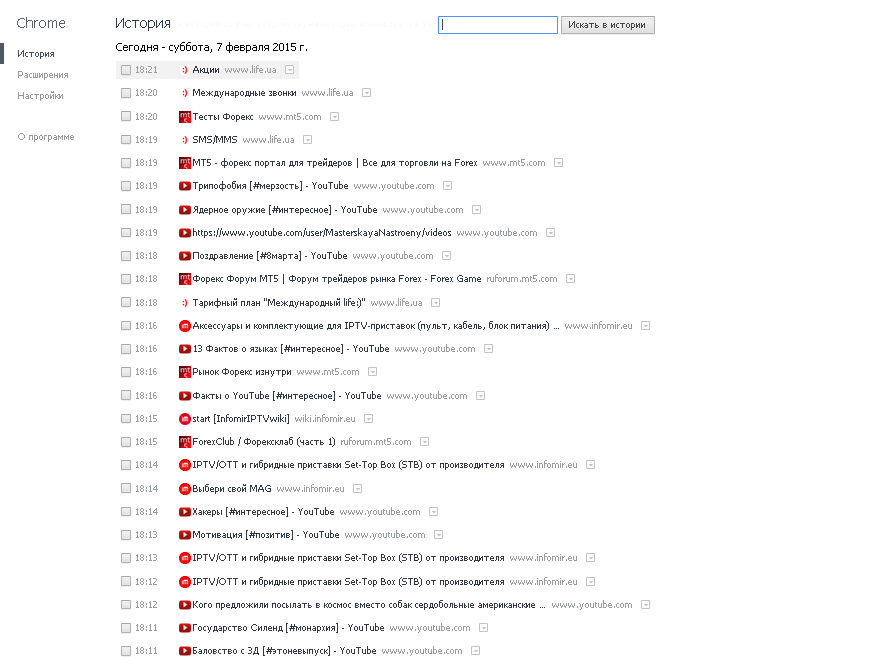 Chrome
История
Расширения
Настройки
О программе
История
Искать в истории
Сегодня - суббота, 7 февраля 2015 г.
18:21 Акции www.life.ua
18:20 Международные звонки www.life.ua
18:20 Тесты Форекс www.mt5.com
18:19 SMS/MMS www.life.ua
18:19 MT5 - форекс портал для трейдеров | Все для торговли на Forex www.mt5.com
18:19 Трипофобия [#мерзость] - YouTube www.youtube.com
18:19 Ядерное оружие [#интересное] - YouTube www.youtube.com
18:19 https://www.youtube.com/user/MasterskayaNastroeny/videos www.youtube.com
18:18 Поздравление [#8марта] - YouTube www.youtube.com
18:18 Форекс Форум MT5 | Форум трейдеров рынка Forex - Forex Game ruforum.mt5.com
18:18 Тарифный план "Международный life:)" www.life.ua
18:16 Аксессуары и комплектующие для IPTV-приставок (пульт, кабель, блок питания) ... www.infomir.eu
18:16 13 Фактов о языках [#интересное] - YouTube www.youtube.com
18:16 Рынок Форекс изнутри www.mt5.com
18:16 Факты о YouTube [#интересное] - YouTube www.youtube.com
18:15 start [InfomirIPTVwiki] wiki.infomir.eu
18:15 ForexClub / Форексклаб (часть 1) ruforum.mt5.com
18:14 IPTV/OTT и гибридные приставки Set-Top Box (STB) от производителя www.infomir.eu
18:14 Выбери свой MAG www.infomir.eu
18:14 Хакеры [#интересное] - YouTube www.youtube.com
18:13 Мотивация [#позитив] - YouTube www.youtube.com
18:13 IPTV/OTT и гибридные приставки Set-Top Box (STB) от производителя www.infomir.eu
18:12 IPTV/OTT и гибридные приставки Set-Top Box (STB) от производителя www.infomir.eu
18:12 Кого предложили посылать в космос вместо собак сердобольные американские ... www.youtube.com
18:11 Государство Силенд [#монархия] - YouTube www.youtube.com
18:11 Баловство с 3Д [#этоневыпуск] - YouTube www.youtube.com